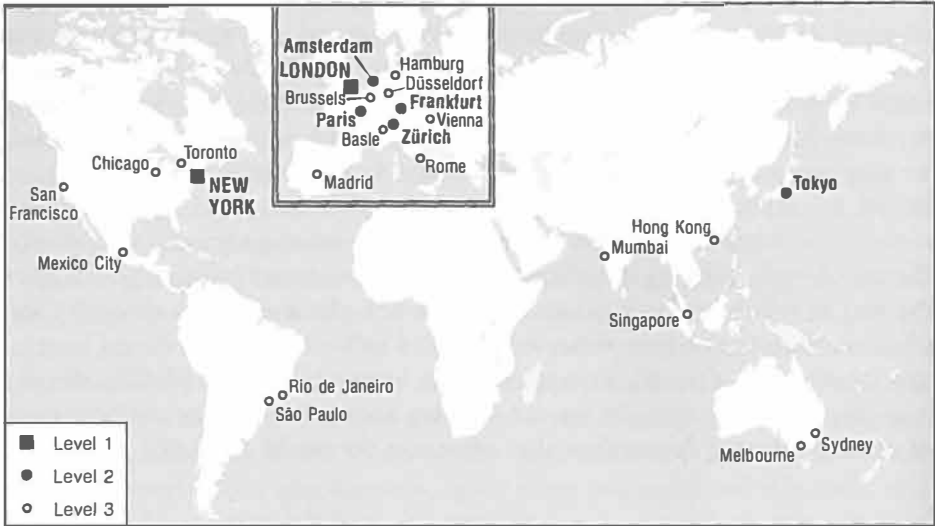 Amsterdam
LONDON
Hamburg
Düsseldorf
Brussels
Frankfurt
Paris
Vienna
Basle
Zürich
Rome
Madrid
Toronto
Chicago
NEW
YORK
San
Francisco
Mexico City
Tokyo
Hong Kong
Mumbai
Singapore
Rio de Janeiro
São Paulo
Sydney
Melbourne
Level 1
Level 2
Level 3